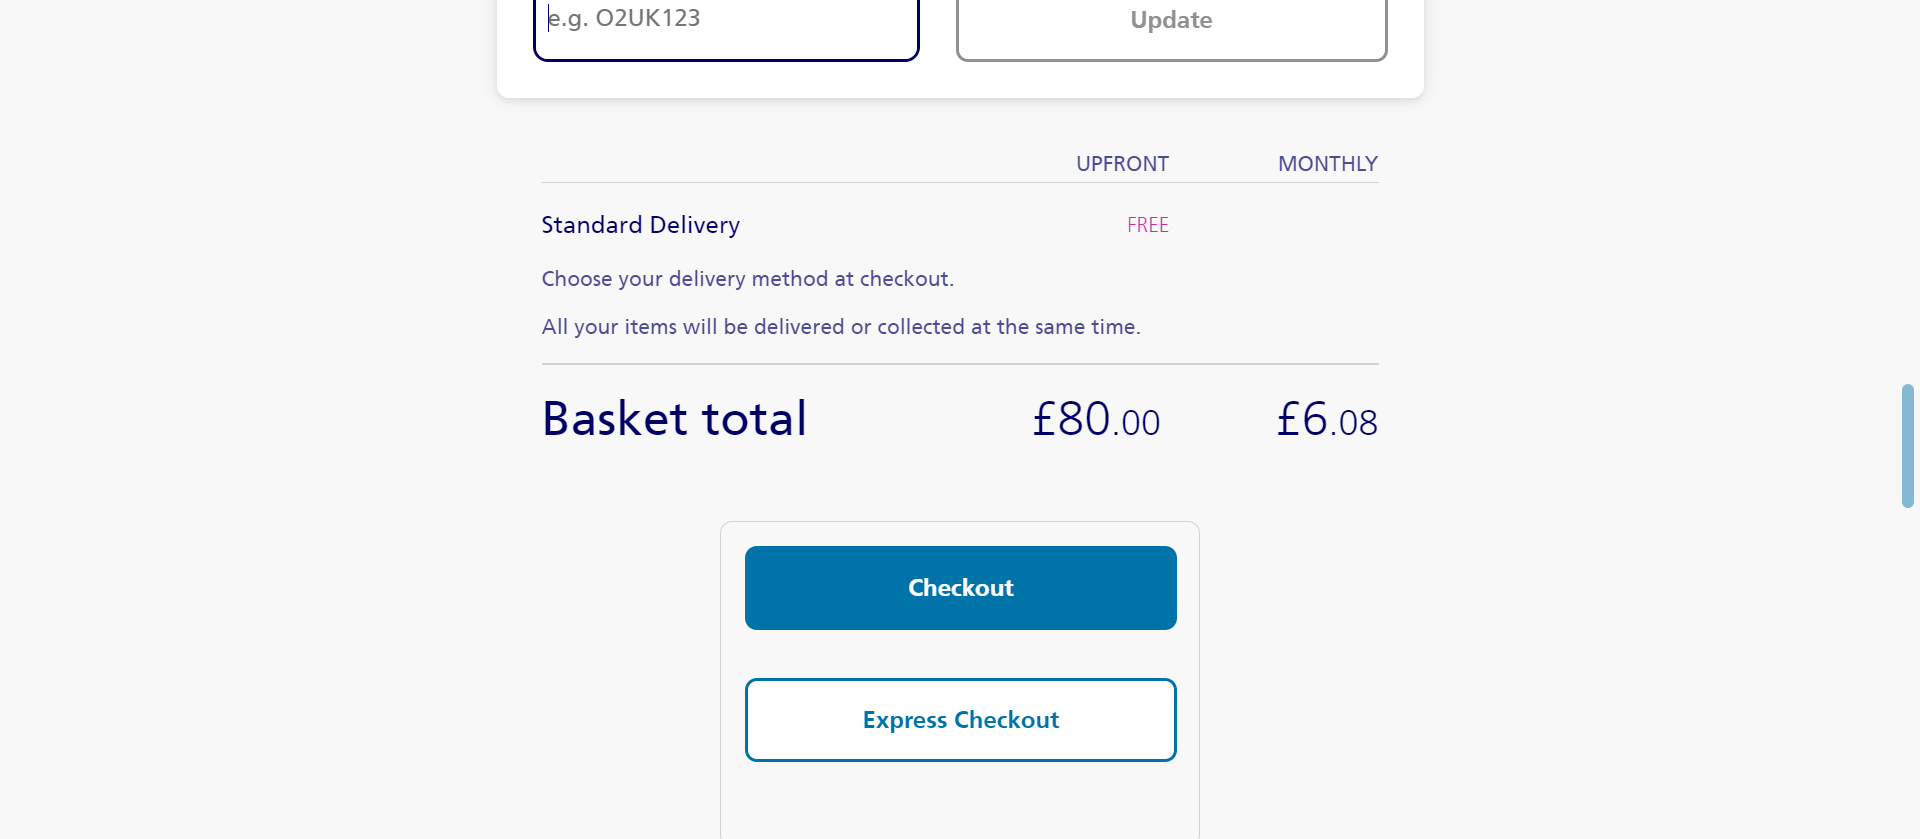 e.g. O2UK123
Update
UPFRONT MONTHLY
Standard Delivery FREE
Choose your delivery method at checkout.
All your items will be delivered or collected at the same time.
Basket total £80.00 £6.08
Checkout
Express Checkout